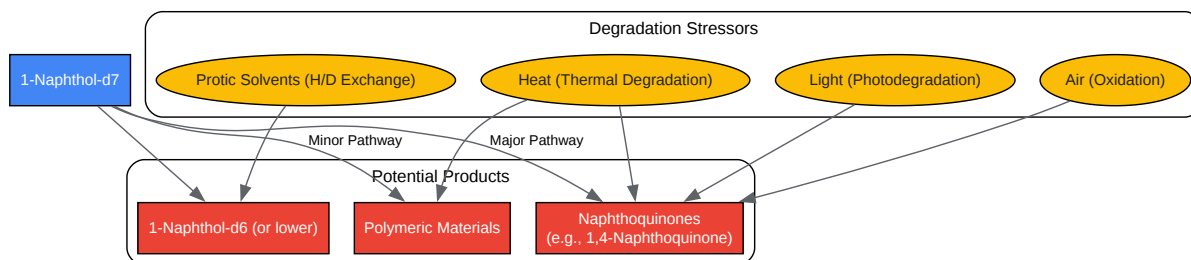 Degradation Stressors
1-Naphthol-d7
Protic Solvents (H/D Exchange)
Heat (Thermal Degradation)
Light (Photodegradation)
Air (Oxidation)
Minor Pathway
Major Pathway
Potential Products
1-Naphthol-d6 (or lower)
Polymeric Materials
Naphthoquinones
(e.g., 1,4-Naphthoquinone)